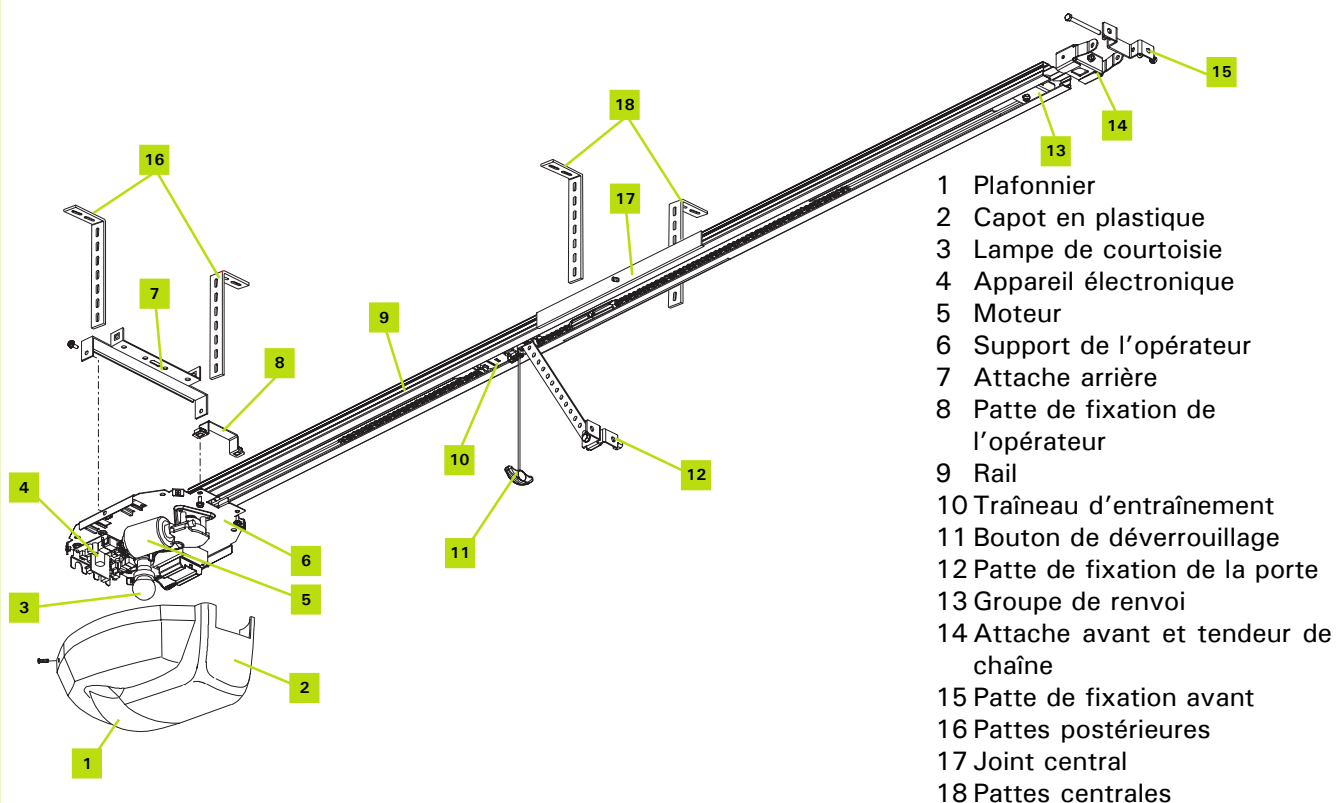 15
14
13
18
17
16
7
9
8
10
12
11
4
6
5
3
2
1
1 Plafonnier
2 Capot en plastique
3 Lampe de courtoisie
4 Appareil électronique
5 Moteur
6 Support de l'opérateur
7 Attache arrière
8 Patte de fixation de
l'opérateur
9 Rail
10 Traîneau d'entraînement
11 Bouton de déverrouillage
12 Patte de fixation de la porte
13 Groupe de renvoi
14 Attache avant et tendeur de
chaîne
15 Patte de fixation avant
16 Pattes postérieures
17 Joint central
18 Pattes centrales